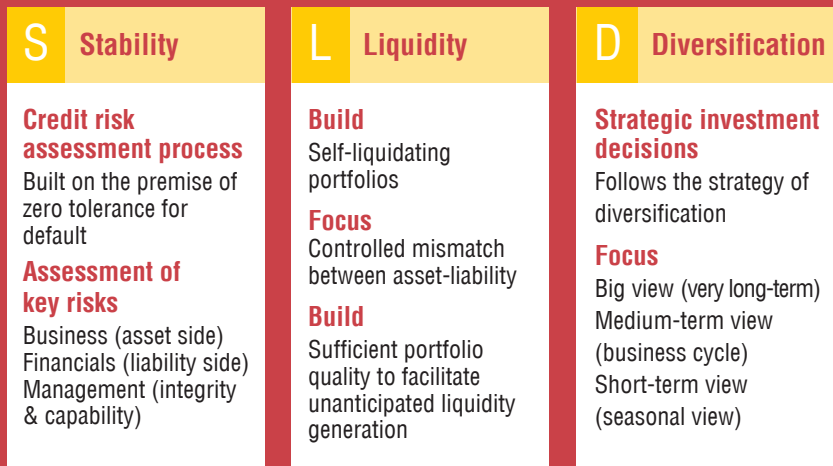 S Stability
Credit risk
assessment process
Built on the premise of
zero tolerance for
default
Assessment of
key risks
Business (asset side)
Financials (liability side)
Management (integrity
& capability)
L Liquidity
Build
Self-liquidating
portfolios
Focus
Controlled mismatch
between asset-liability
Build
Sufficient portfolio
quality to facilitate
unanticipated liquidity
generation
D Diversification
Strategic investment
decisions
Follows the strategy of
diversification
Focus
Big view (very long-term)
Medium-term view
(business cycle)
Short-term view
(seasonal view)